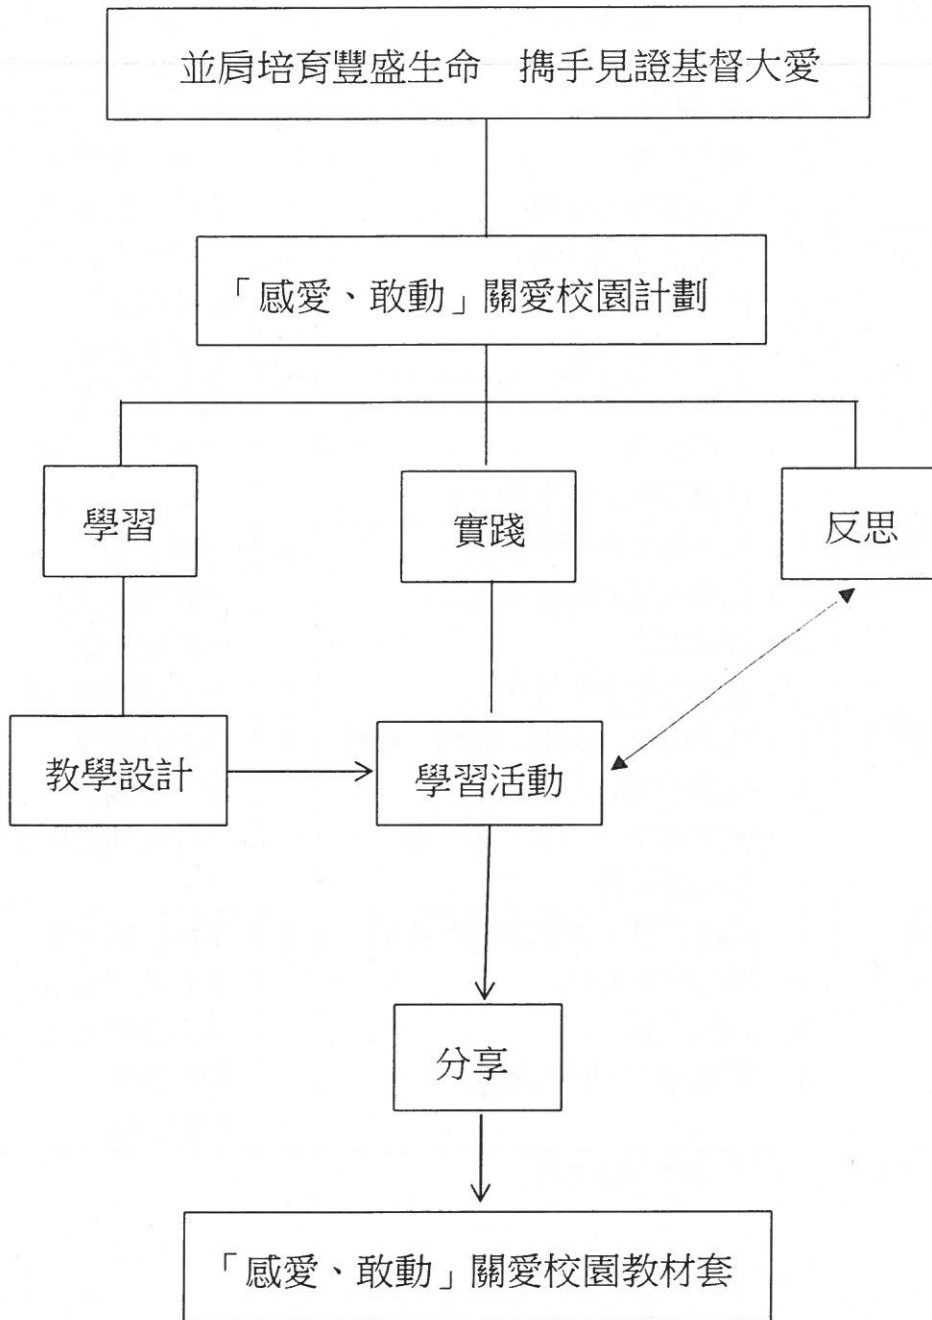 並肩培育豐盛生命　攜手見證基督大愛
「感愛、敢動」關愛校園計劃
學習
實踐
反思
教學設計
學習活動
分享
「感愛、敢動」關愛校園教材套